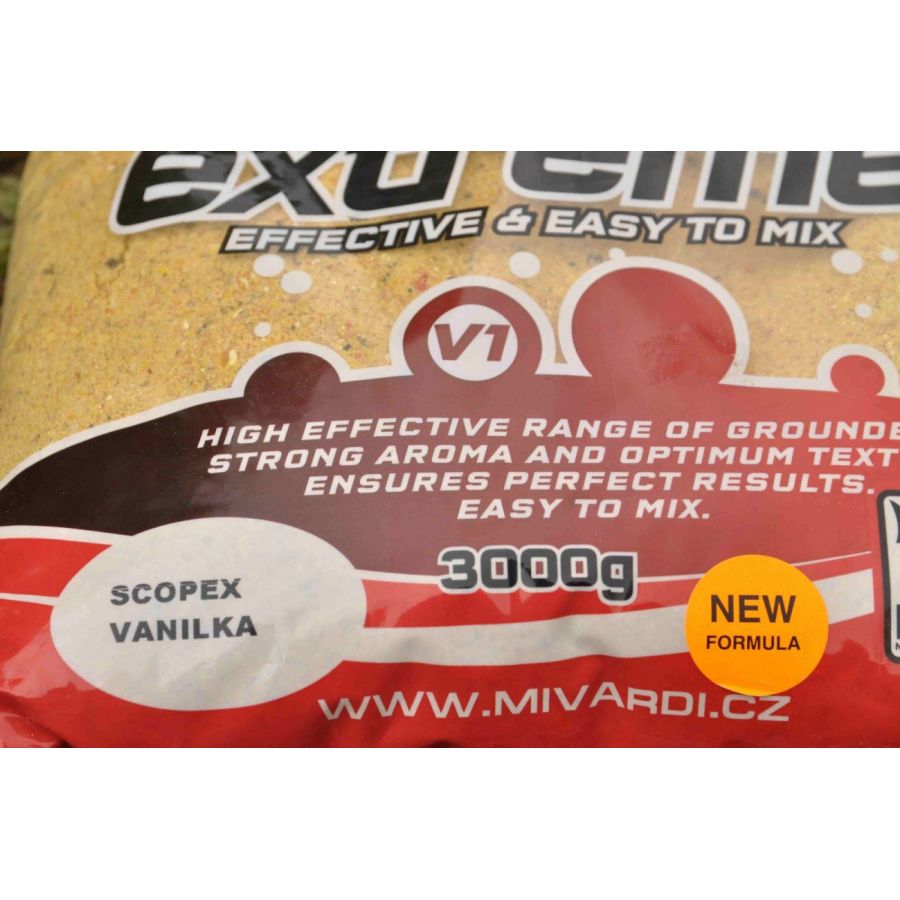 extreme
EFFECTIVE & EASY TO MIX
V1
HIGH EFFECTIVE RANGE OF GROUNDE
STRONG AROMA AND OPTIMUM TEXT
ENSURES PERFECT RESULTS.
EASY TO MIX.
3000g
SCOPEX
VANILKA
NEW
FORMULA
WWW.MIVARDI.CZ